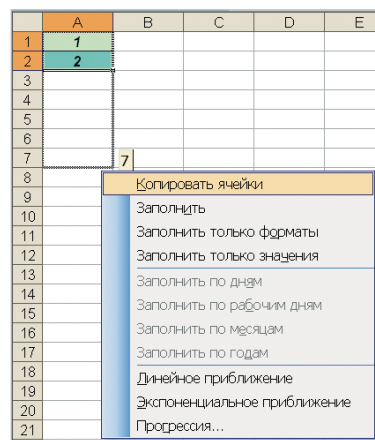 A B C D E
1 1
2 2
3
4
5
6
7 7
8
Копировать ячейки
9
Заполнить
10
11 Заполнить только форматы
12 Заполнить только значения
13 Заполнить по дням
14
15 Заполнить по рабочим дням
16 Заполнить по месяцам
17 Заполнить по годам
18 Линейное приближение
19
20 Экспоненциальное приближение
21 Прогрессия...